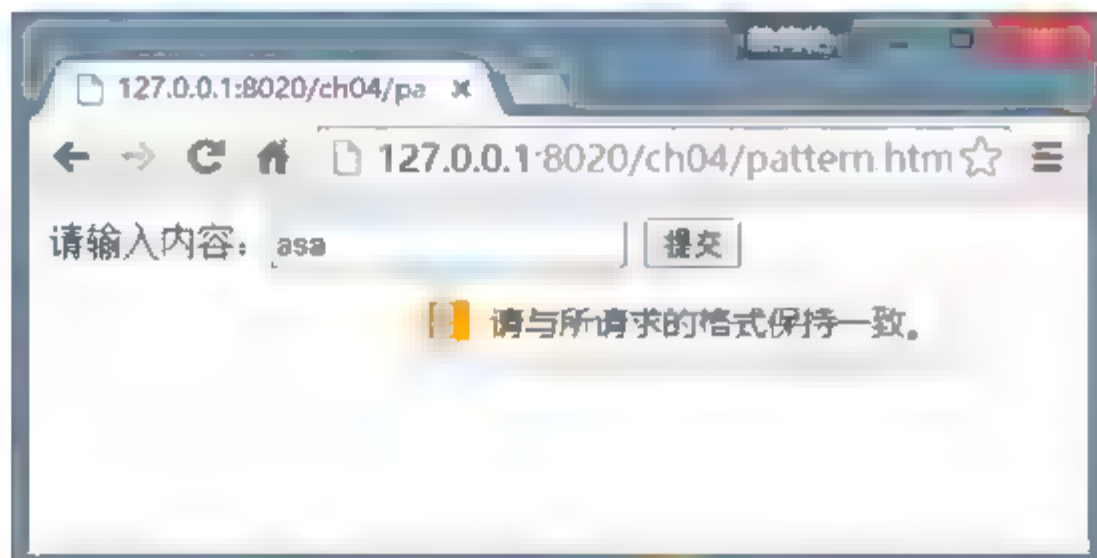 127.0.0.1:8020/ch04/pa
127.0.0.1:8020/ch04/pattern.htm
请输入内容： asa 提交
请与所请求的格式保持一致。